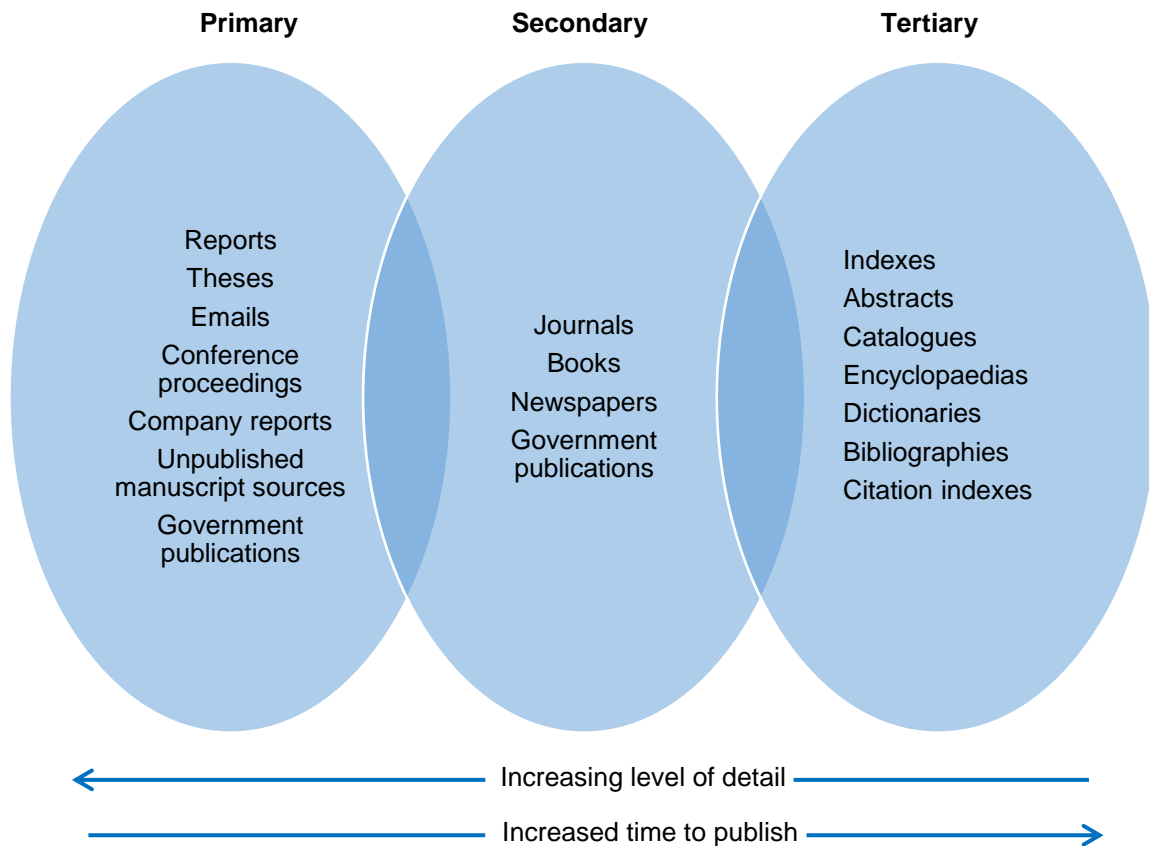 Primary
Secondary
Tertiary
Reports
Theses
Emails
Conference
proceedings
Company reports
Unpublished
manuscript sources
Government
publications
Journals
Books
Newspapers
Government
publications
Indexes
Abstracts
Catalogues
Encyclopaedias
Dictionaries
Bibliographies
Citation indexes
Increasing level of detail
Increased time to publish